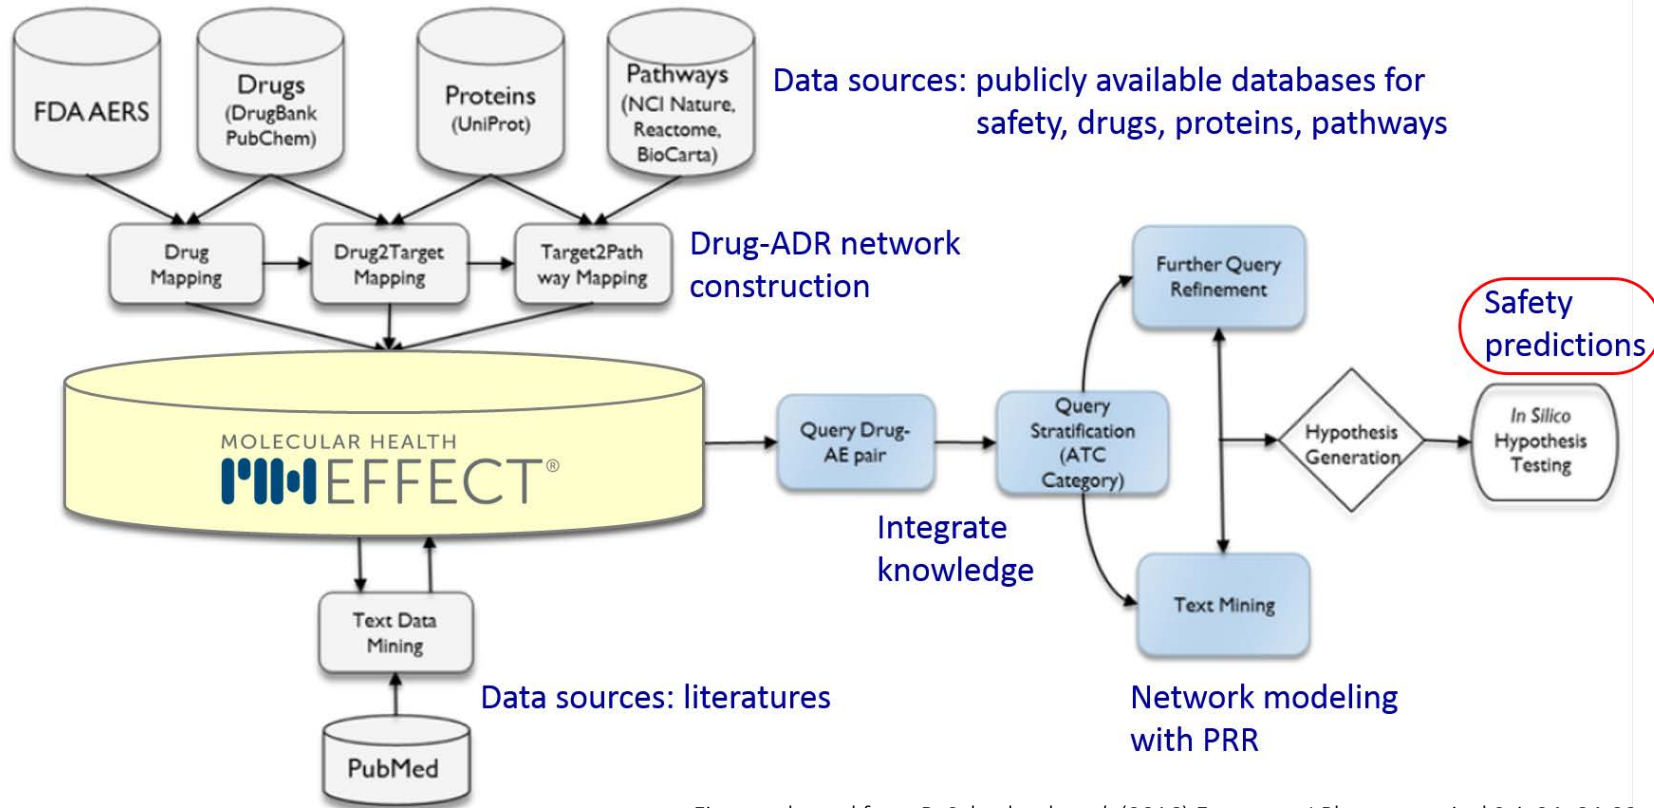 FDA AERS
Drugs
(DrugBank
PubChem)
Proteins
(UniProt)
Pathways
(NCI Nature,
Reactome,
BioCarta)
Data sources: publicly available databases for
safety, drugs, proteins, pathways
Drug
Mapping
Drug2Target
Mapping
Target2Path
way Mapping
Drug-ADR network
construction
MOLECULAR HEALTH
EFFECT®
Query Drug-
AE pair
Query
Stratification
(ATC
Category)
Integrate
knowledge
Further Query
Refinement
Text Mining
Network modeling
with PRR
Hypothesis
Generation
Safety
predictions
In Silico
Hypothesis
Testing
Text Data
Mining
Data sources: literatures
PubMed